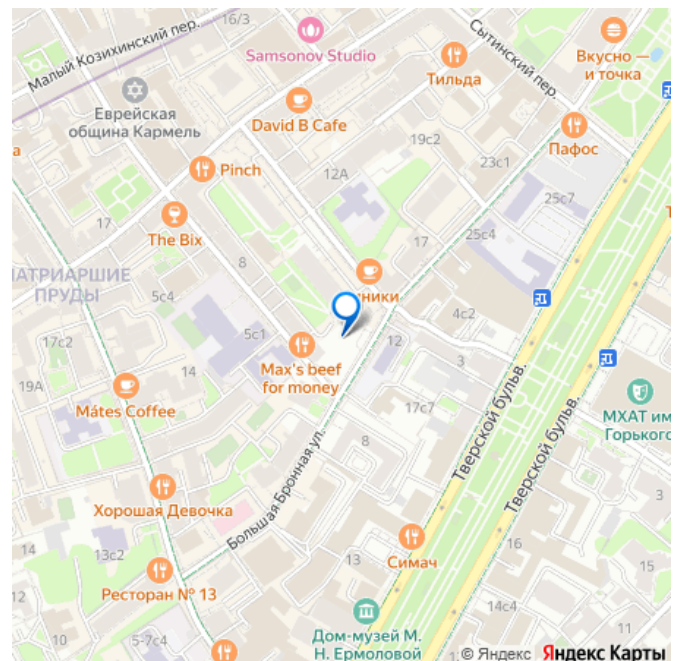 16/3
Малый Козихинский пер.
Samsonov Studio
Сытинский пер.
Тильда
Вкусно —
и точка
Еврейская
община Кармель
David B Cafe
19с2
Пафос
а
Pinch
12А
23с1
25с7
17
The Bix
17
25с4
8
АТРИАРШИЕ
ПРУДЫ
ники
5с4
4с2
5с1
17с2
12
3
Max's beef
for money
14
19А
Mátes Coffee
17с7
МХАТ им
Горького
Тверской бульв.
Тверской бульв.
8
Большая Бронная ул.
Хорошая Девочка
3
14
13с2
16
13
Симач
15
12
Ресторан № 13
14с4
10
5-7с4
Дом-музей М.
Н. Ермоловой
11
© Яндекс Яндекс Карты